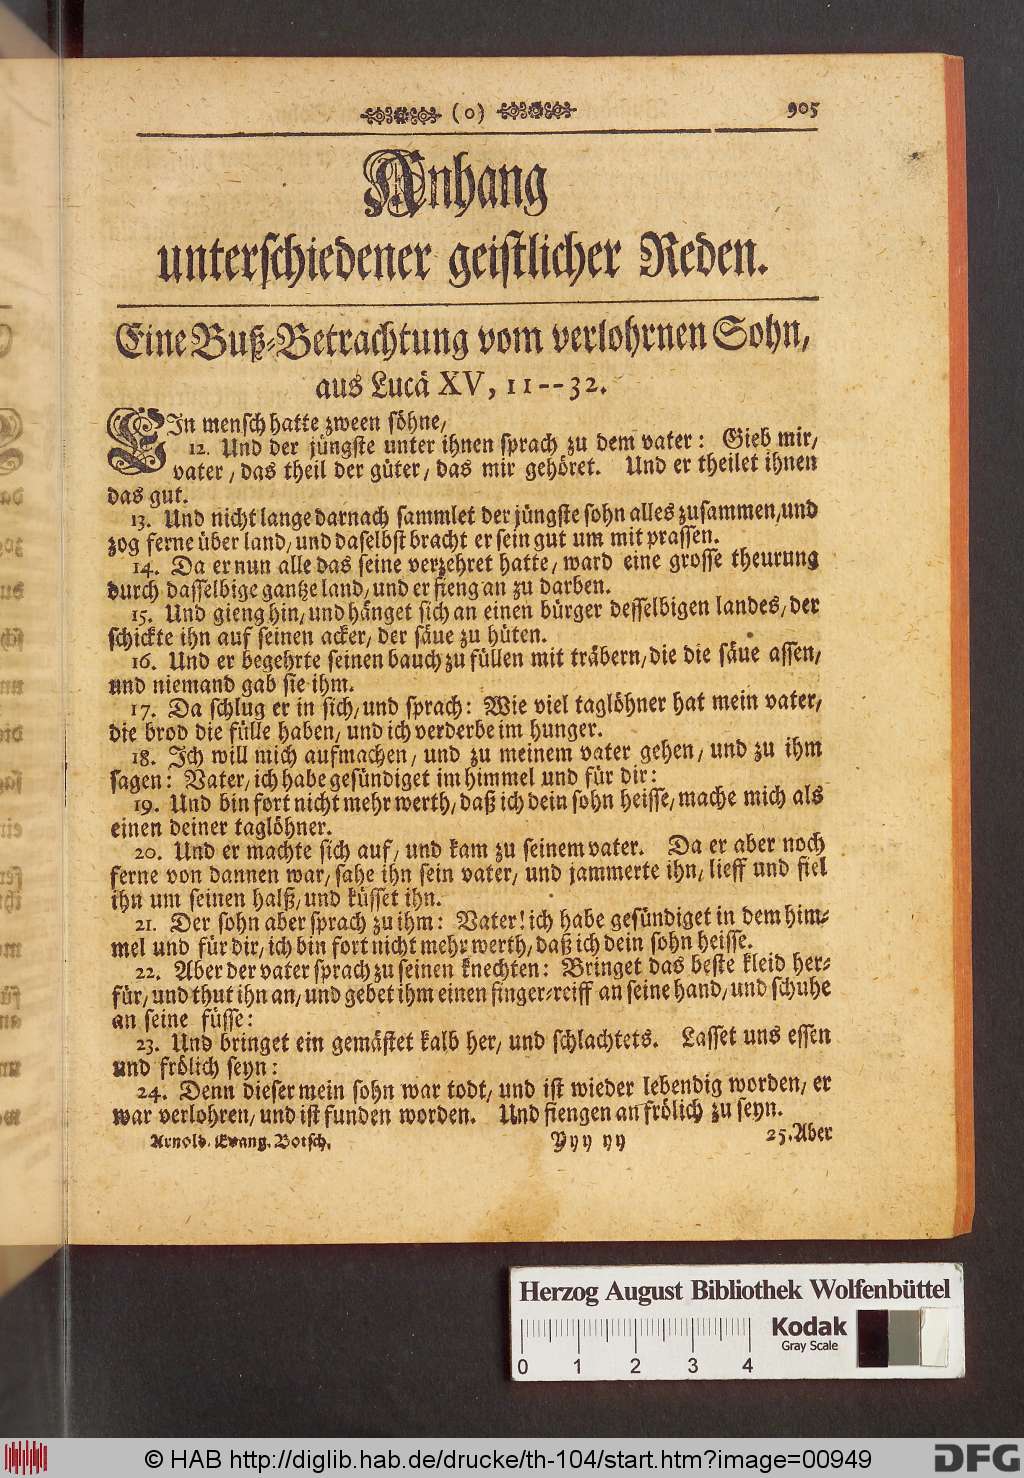 (0) 905
Anhang
unterschiedener geistlicher Reden.
Eine Buß-Betrachtung vom verlohrnen Sohn,
aus Lucä XV, 11--32.
EIn mensch hatte zween söhne,
12. Und der jüngste unter ihnen sprach zu dem vater: Gieb mir,
vater, das theil der güter, das mir gehöret. Und er theilet ihnen
das gut.
13. Und nicht lange darnach sammlet der jüngste sohn alles zusammen, und
zog ferne über land, und daselbst bracht er sein gut um mit prassen.
14. Da er nun alle das seine verzehret hatte, ward eine grosse theurung
durch dasselbige gantze land, und er fieng an zu darben.
15. Und gieng hin, und hänget sich an einen bürger desselbigen landes, der
schickte ihn auf seinen acker, der säue zu hüten.
16. Und er begehrte seinen bauch zu füllen mit träbern, die die säue assen,
und niemand gab sie ihm.
17. Da schlug er in sich, und sprach: Wie viel taglöhner hat mein vater,
die brod die fülle haben, und ich verderbe im hunger.
18. Ich will mich aufmachen, und zu meinem vater gehen, und zu ihm
sagen: Vater, ich habe gesündiget im himmel und für dir:
19. Und bin fort nicht mehr werth, daß ich dein sohn heisse, mache mich als
einen deiner taglöhner.
20. Und er machte sich auf, und kam zu seinem vater. Da er aber noch
ferne von dannen war, sahe ihn sein vater, und jammerte ihn, lieff und fiel
ihn um seinen halß, und küsset ihn.
21. Der sohn aber sprach zu ihm: Vater! ich habe gesündiget in dem him-
mel und für dir, ich bin fort nicht mehr werth, daß ich dein sohn heisse.
22. Aber der vater sprach zu seinen knechten: Bringet das beste kleid her-
für, und thut ihn an, und gebet ihm einen finger-reiff an seine hand, und schuhe
an seine füsse:
23. Und bringet ein gemästet kalb her, und schlachtets. Lasset uns essen
und frölich seyn:
24. Denn dieser mein sohn war todt, und ist wieder lebendig worden, er
war verlohren, und ist funden worden. Und fiengen an frölich zu seyn.
Arnold. Evang. Botsch. Yyy yy 25. Aber
Herzog August Bibliothek Wolfenbüttel
0 1 2 3 4
Kodak
Gray Scale
© HAB http://diglib.hab.de/drucke/th-104/start.htm?image=00949
DFG